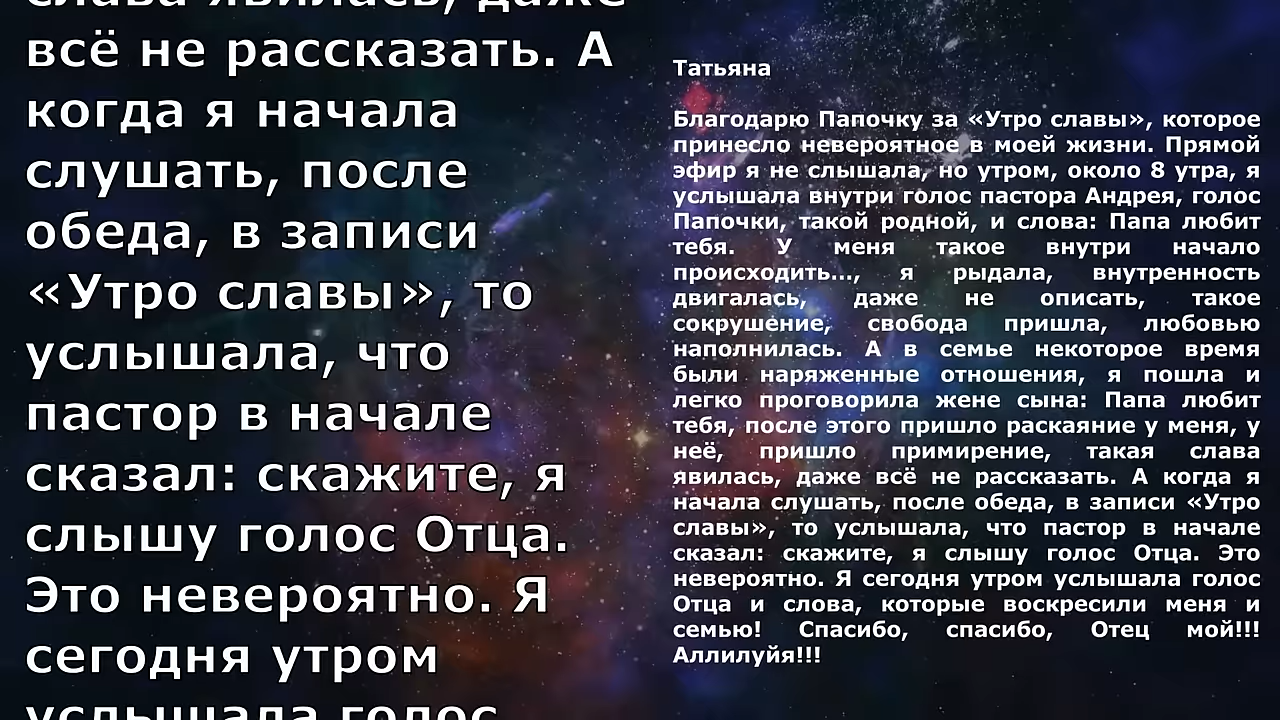 слава явилась, даже
всё не рассказать. А
когда я начала
слушать, после
обеда, в записи
«Утро славы», то
услышала, что
пастор в начале
сказал: скажите, я
слышу голос Отца.
Это невероятно. Я
сегодня утром
услышала голос
Татьяна
Благодарю Папочку за «Утро славы», которое
принесло невероятное в моей жизни. Прямой
эфир я не слышала, но утром, около 8 утра, я
услышала внутри голос пастора Андрея, голос
Папочки, такой родной, и слова: Папа любит
тебя. У меня такое внутри начало
происходить..., я рыдала, внутренность
двигалась, даже не описать, такое
сокрушение, свобода пришла, любовью
наполнилась. А в семье некоторое время
были наряженные отношения, я пошла и
легко проговорила жене сына: Папа любит
тебя, после этого пришло раскаяние у меня, у
неё, пришло примирение, такая слава
явилась, даже всё не рассказать. А когда я
начала слушать, после обеда, в записи «Утро
славы», то услышала, что пастор в начале
сказал: скажите, я слышу голос Отца. Это
невероятно. Я сегодня утром услышала голос
Отца и слова, которые воскресили меня и
семью! Спасибо, спасибо, Отец мой!!!
Аллилуйя!!!